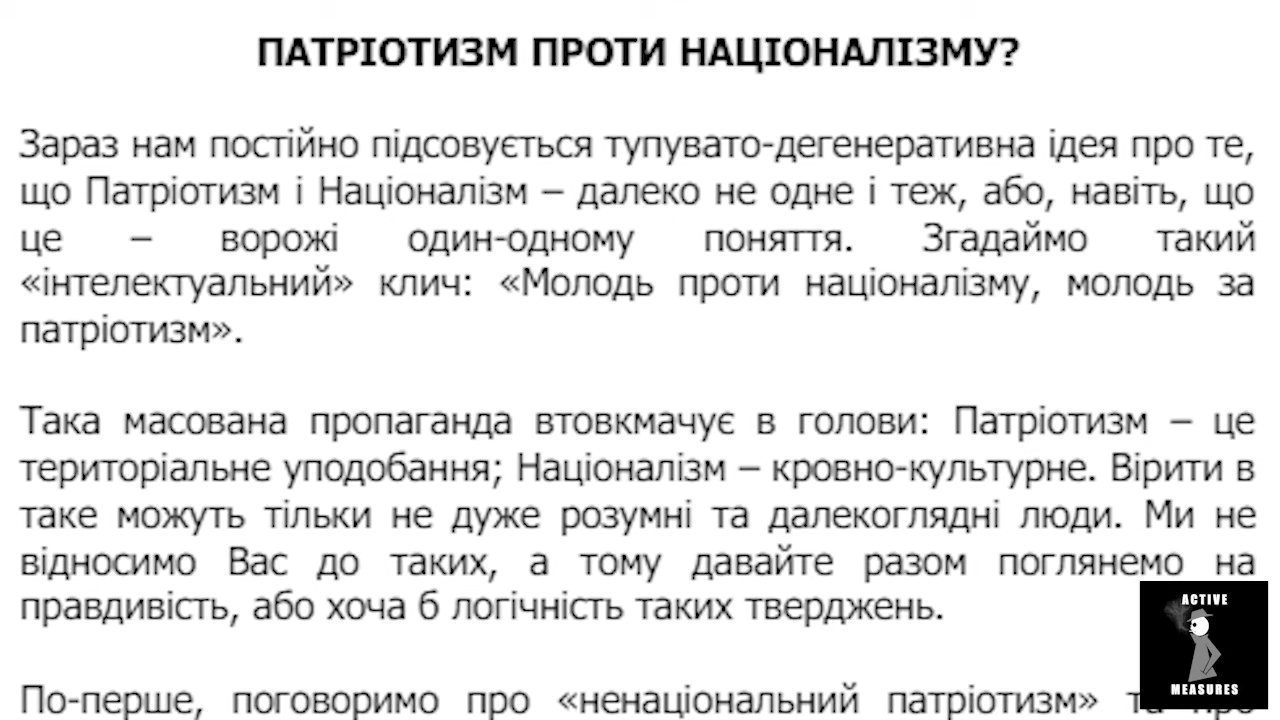 ПАТРІОТИЗМ ПРОТИ НАЦІОНАЛІЗМУ?
Зараз нам постійно підсовується тупувато-дегенеративна ідея про те,
що Патріотизм і Націоналізм – далеко не одне і теж, або, навіть, що
це – ворожі один-одному поняття. Згадаймо такий
«інтелектуальний» клич: «Молодь проти націоналізму, молодь за
патріотизм».
Така масована пропаганда втовкмачує в голови: Патріотизм – це
територіальне уподобання; Націоналізм – кровно-культурне. Вірити в
таке можуть тільки не дуже розумні та далекоглядні люди. Ми не
відносимо Вас до таких, а тому давайте разом поглянемо на
правдивість, або хоча б логічність таких тверджень.
По-перше, поговоримо про «ненаціональний патріотизм»
ACTIVE
MEASURES